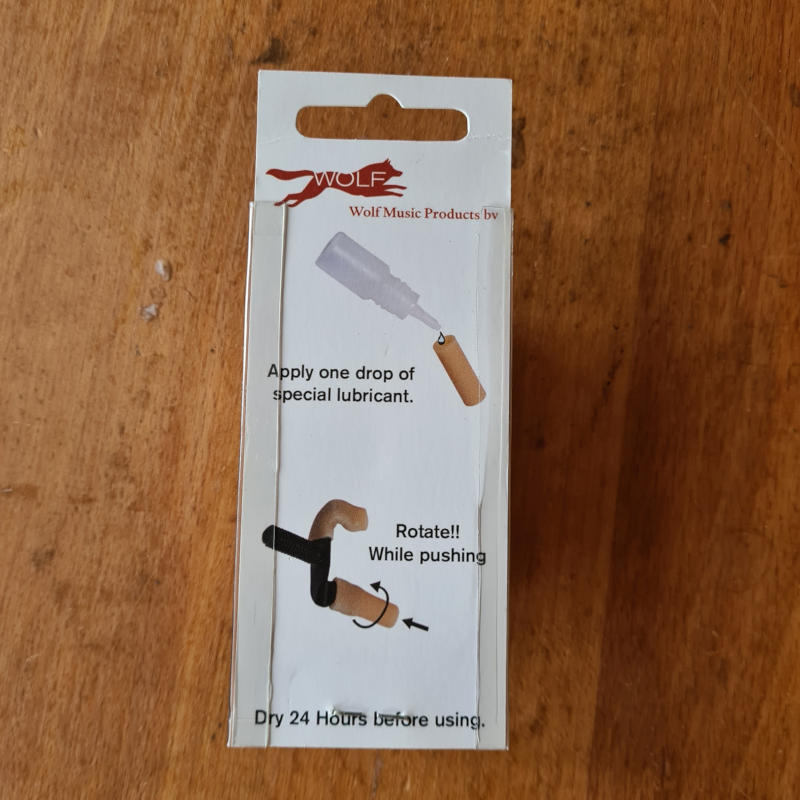 WOLF
Wolf Music Products bv
Apply one drop of
special lubricant.
Rotate!!
While pushing
Dry 24 Hours before using.